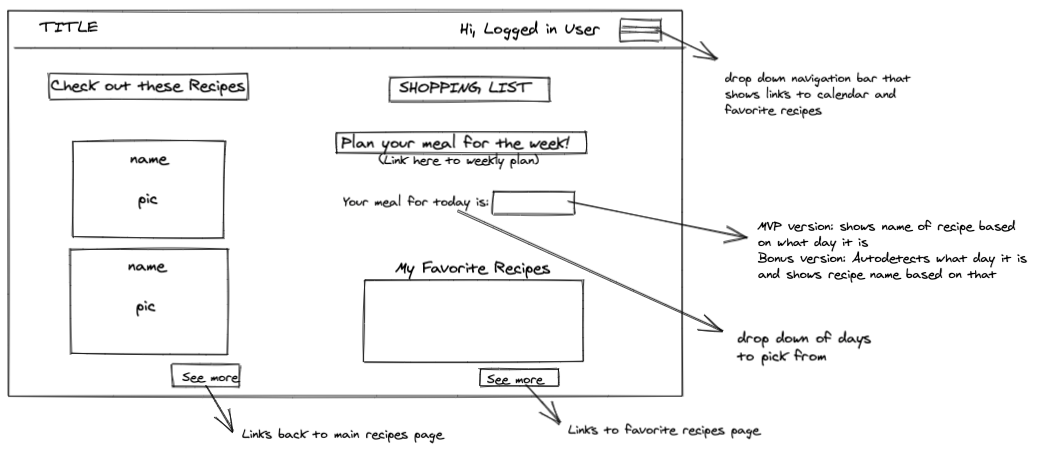 TITLE
Hi, Logged in User
drop down navigation bar that
shows links to calendar and
favorite recipes
Check out these Recipes
SHOPPING LIST
name
pic
name
pic
See more
Links back to main recipes page
Plan your meal for the week!
(Link here to weekly plan)
Your meal for today is:
MVP version: shows name of recipe based
on what day it is
Bonus version: Autodetects what day it is
and shows recipe name based on that
drop down of days
to pick from
My Favorite Recipes
See more
Links to favorite recipes page